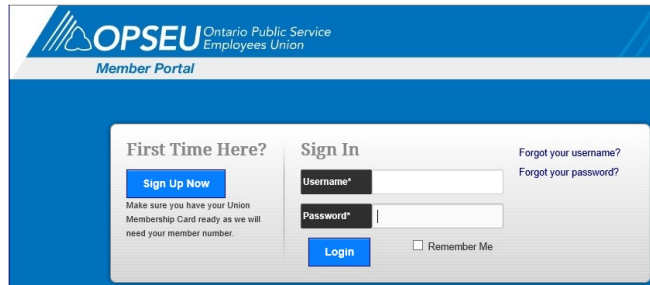 OPSEU Ontario Public Service
Employees Union
Member Portal
First Time Here?
Sign Up Now
Make sure you have your Union
Membership Card ready as we will
need your member number.
Sign In
Username*
Password*
Login
Remember Me
Forgot your username?
Forgot your password?